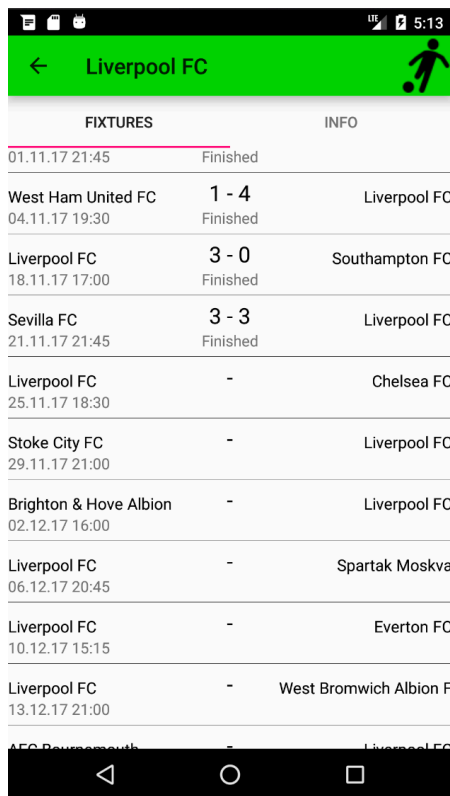 LTE 5:13
Liverpool FC
FIXTURES INFO
01.11.17 21:45 Finished
West Ham United FC 1 - 4 Liverpool FC
04.11.17 19:30 Finished
Liverpool FC 3 - 0 Southampton FC
18.11.17 17:00 Finished
Sevilla FC 3 - 3 Liverpool FC
21.11.17 21:45 Finished
Liverpool FC - Chelsea FC
25.11.17 18:30
Stoke City FC - Liverpool FC
29.11.17 21:00
Brighton & Hove Albion - Liverpool FC
02.12.17 16:00
Liverpool FC - Spartak Moskva
06.12.17 20:45
Liverpool FC - Everton FC
10.12.17 15:15
Liverpool FC - West Bromwich Albion F
13.12.17 21:00
AFC Bournemouth - Liverpool FC